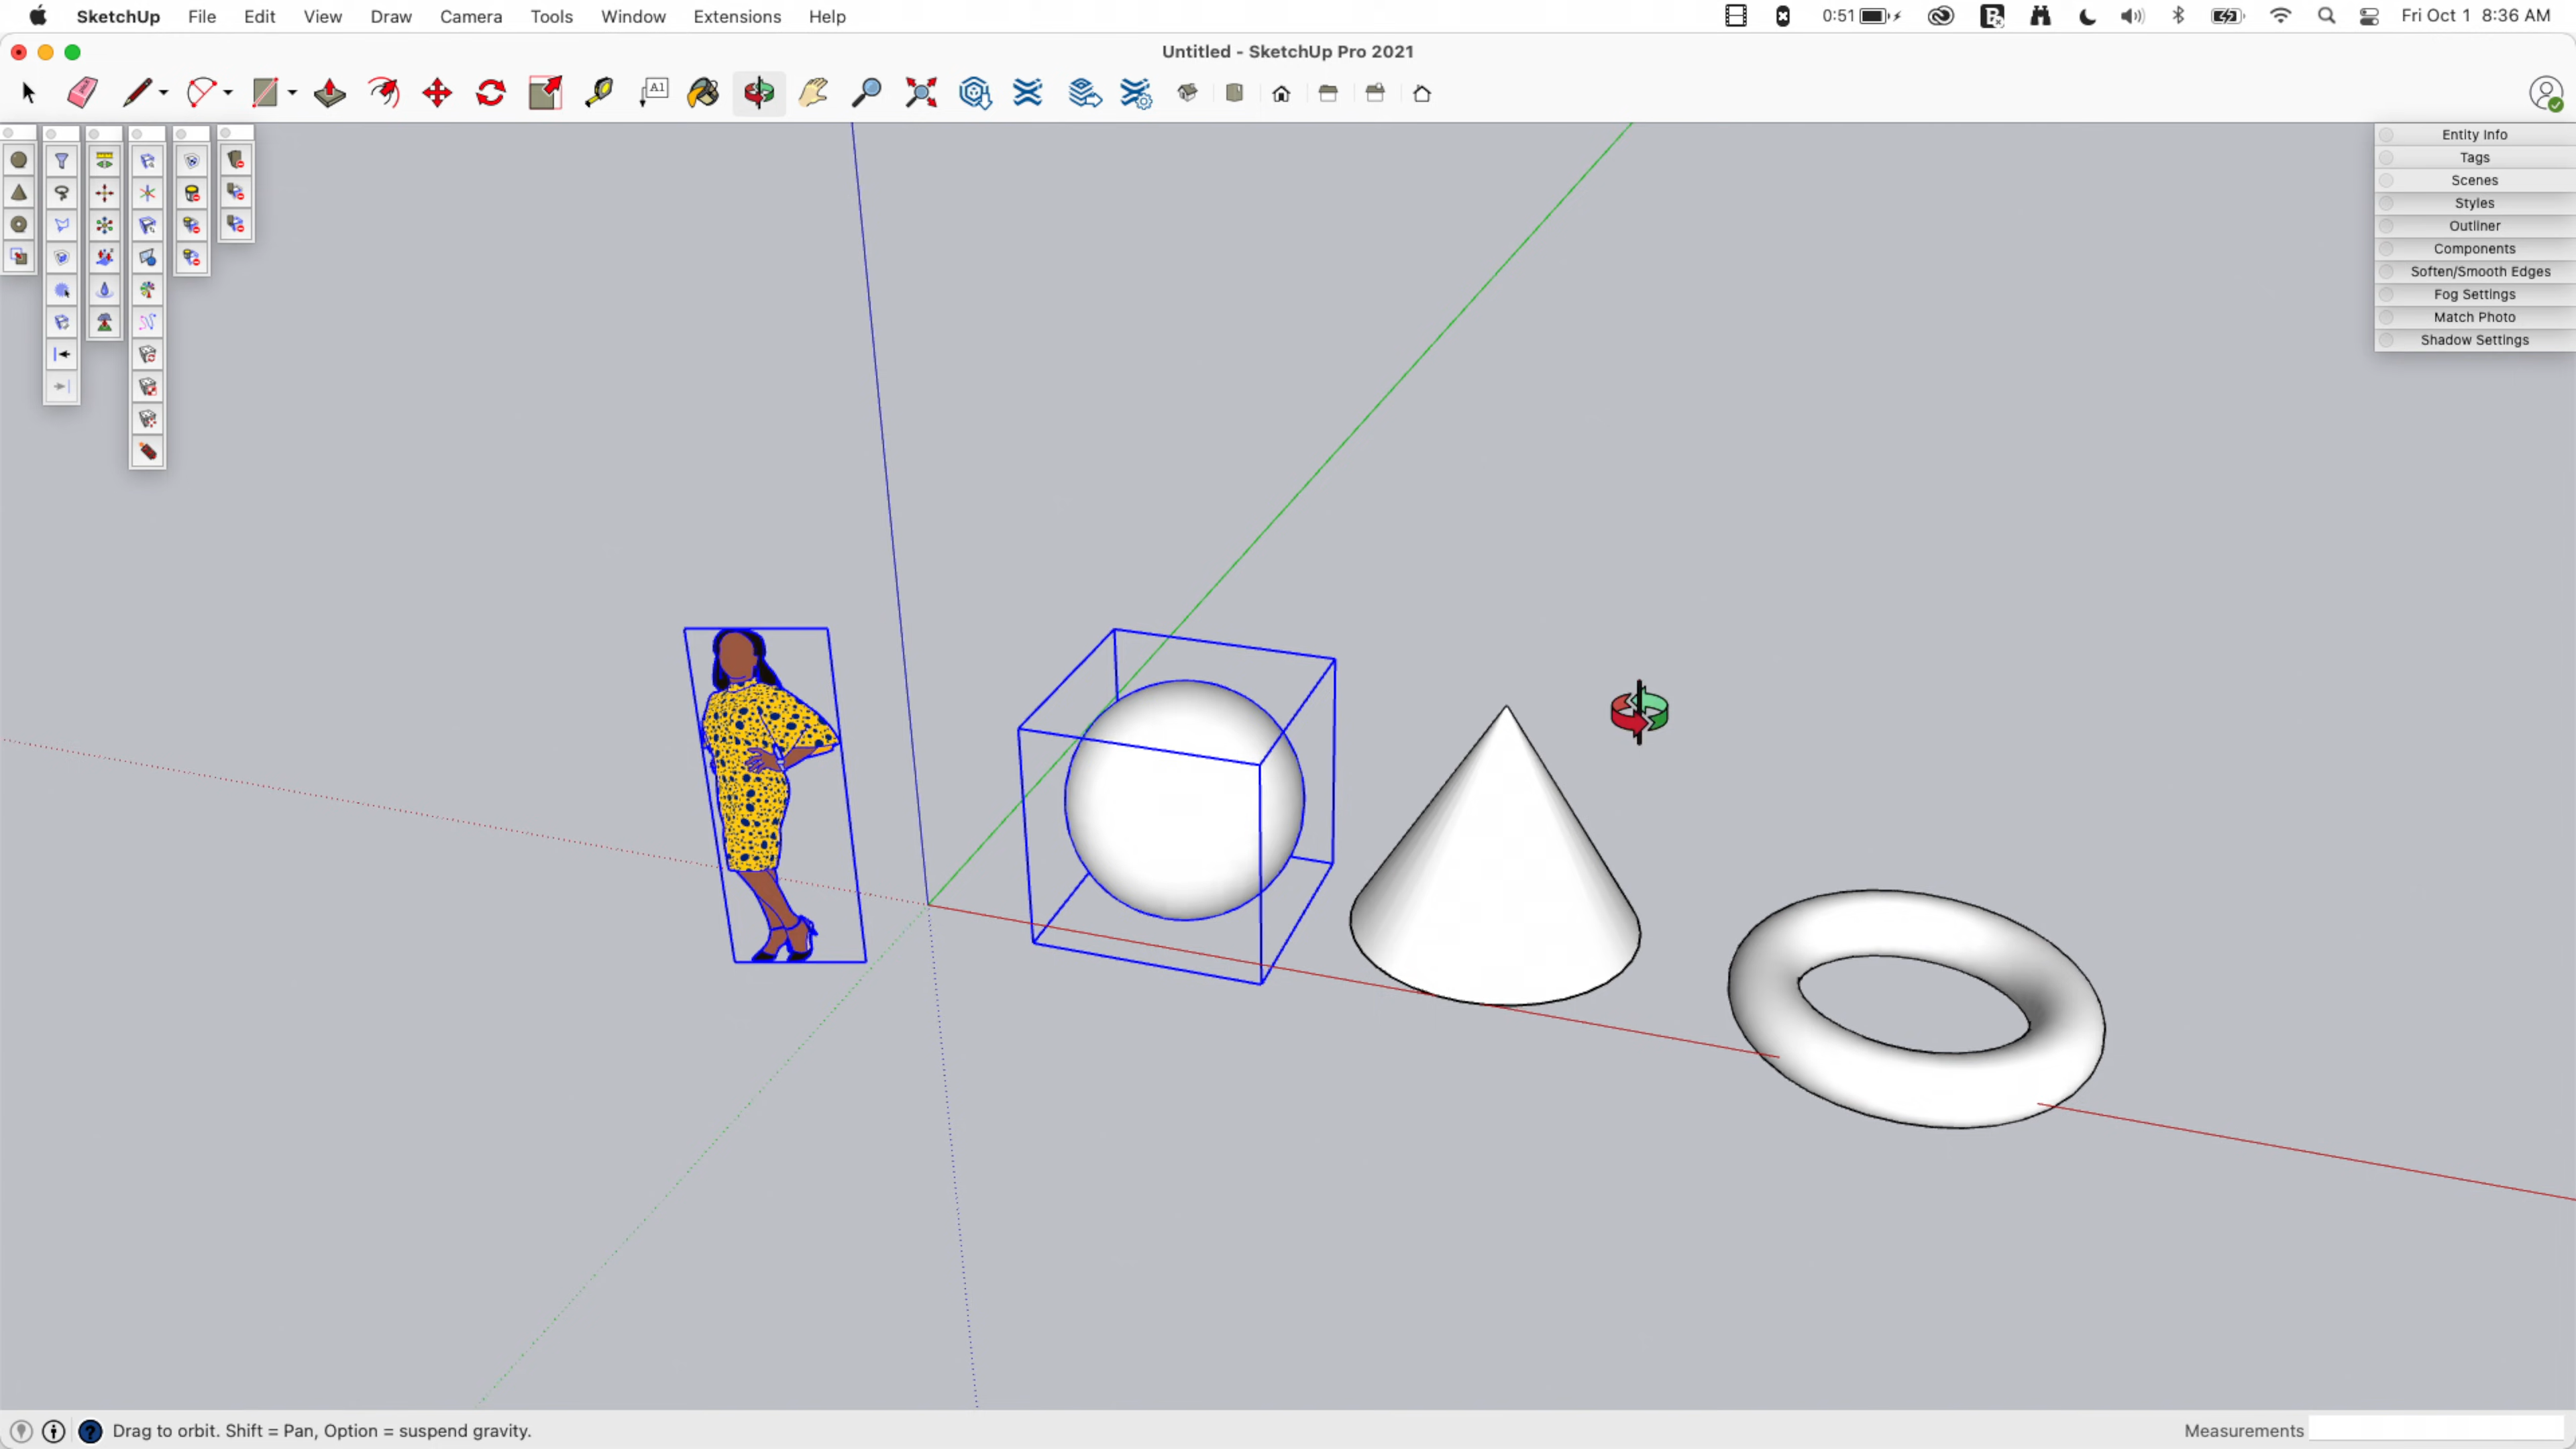 SketchUp File Edit View Draw Camera Tools Window Extensions Help 0:51 Fri Oct 1 8:36 AM
Untitled - SketchUp Pro 2021
A1
Entity Info
Tags
Scenes
Styles
Outliner
Components
Soften/Smooth Edges
Fog Settings
Match Photo
Shadow Settings
Drag to orbit. Shift = Pan, Option = suspend gravity. Measurements